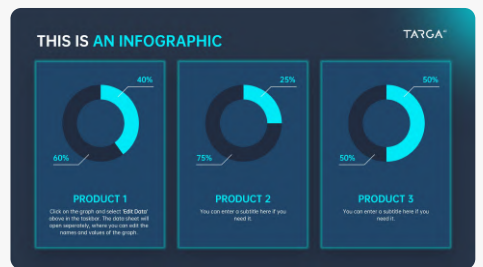 THIS IS AN INFOGRAPHIC
TARGA
40%
60%
PRODUCT 1
Click on the graph and select 'Edit Data'
above in the taskbar. The data sheet will
open seperately, where you can edit the
names and values of the graph.
25%
75%
PRODUCT 2
You can enter a subtitle here if you
need it.
50%
50%
PRODUCT 3
You can enter a subtitle here if you
need it.